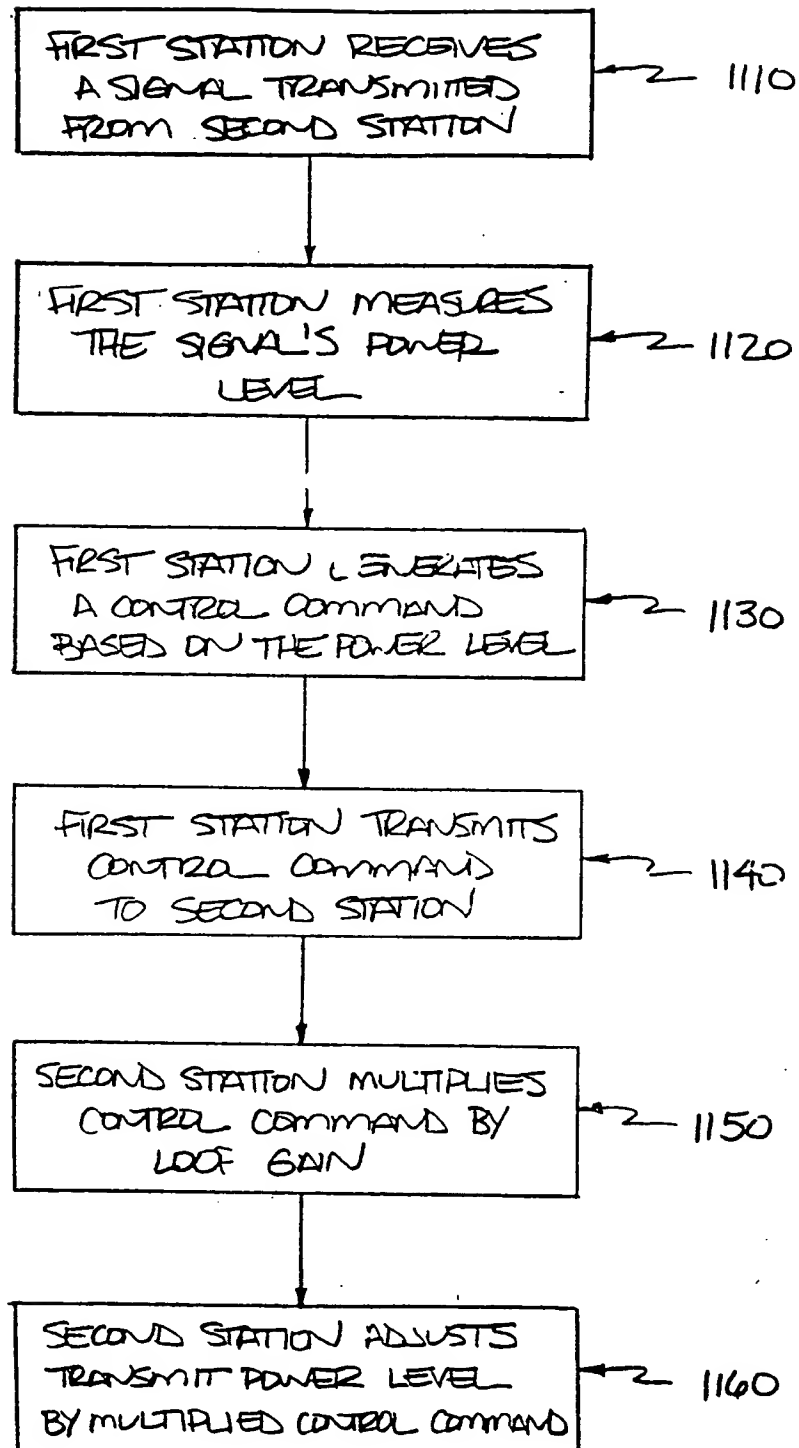 FIRST STATION RECEIVES
A SIGNAL TRANSMITTED
FROM SECOND STATION
1110
FIRST STATION MEASURES
THE SIGNAL'S POWER
LEVEL
1120
FIRST STATION GENERATES
A CONTROL COMMAND
BASED ON THE POWER LEVEL
1130
FIRST STATION TRANSMITS
CONTROL COMMAND
TO SECOND STATION
1140
SECOND STATION MULTIPLIES
CONTROL COMMAND BY
LOOP GAIN
1150
SECOND STATION ADJUSTS
TRANSMIT POWER LEVEL
BY MULTIPLIED CONTROL COMMAND
1160